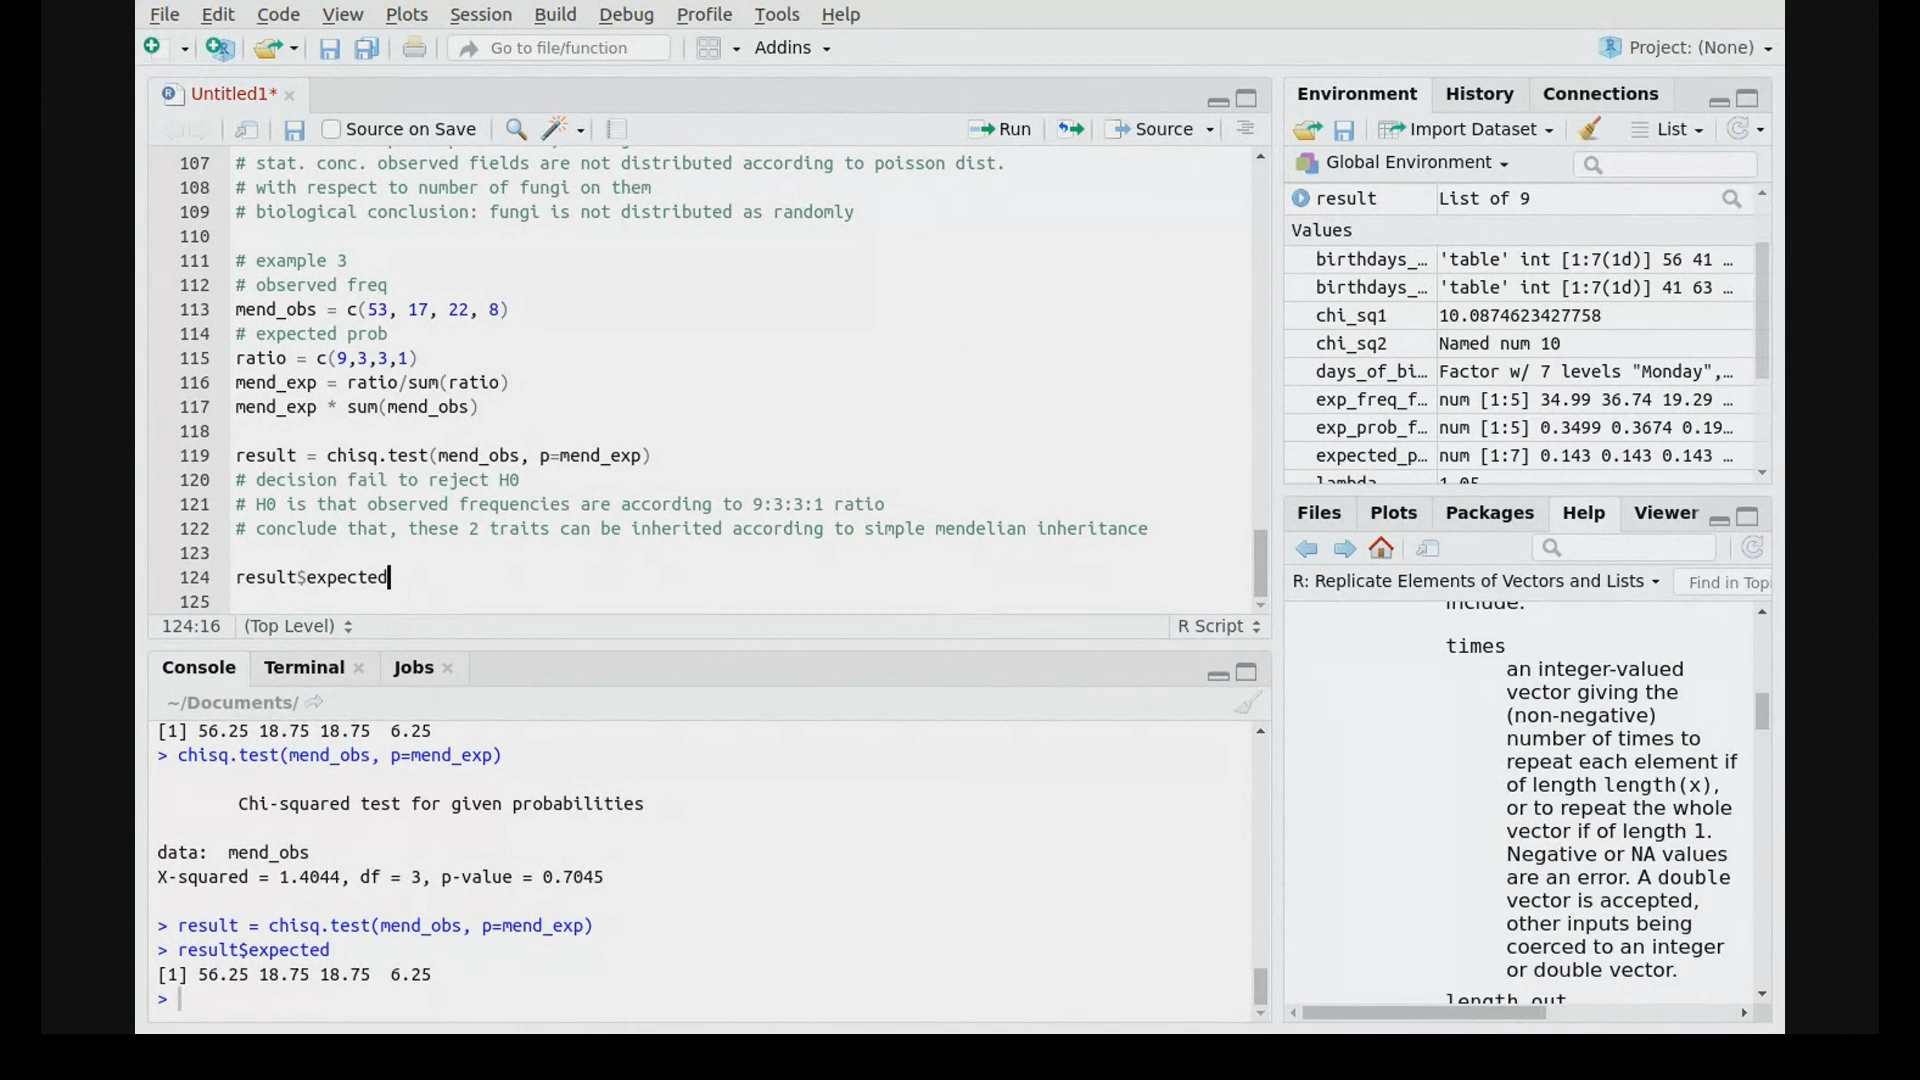 File Edit Code View Plots Session Build Debug Profile Tools Help
Go to file/function Addins Project: (None)
Untitled1*
Source on Save Run Source
107 # stat. conc. observed fields are not distributed according to poisson dist.
108 # with respect to number of fungi on them
109 # biological conclusion: fungi is not distributed as randomly
110
111 # example 3
112 # observed freq
113 mend_obs = c(53, 17, 22, 8)
114 # expected prob
115 ratio = c(9,3,3,1)
116 mend_exp = ratio/sum(ratio)
117 mend_exp * sum(mend_obs)
118
119 result = chisq.test(mend_obs, p=mend_exp)
120 # decision fail to reject H0
121 # H0 is that observed frequencies are according to 9:3:3:1 ratio
122 # conclude that, these 2 traits can be inherited according to simple mendelian inheritance
123
124 result$expected
125
124:16 (Top Level) R Script
Console Terminal Jobs
~/Documents/
[1] 56.25 18.75 18.75 6.25
> chisq.test(mend_obs, p=mend_exp)
Chi-squared test for given probabilities
data: mend_obs
X-squared = 1.4044, df = 3, p-value = 0.7045
> result = chisq.test(mend_obs, p=mend_exp)
> result$expected
[1] 56.25 18.75 18.75 6.25
>
Environment History Connections
Import Dataset List
Global Environment
result List of 9
Values
birthdays_… 'table' int [1:7(1d)] 56 41 …
birthdays_… 'table' int [1:7(1d)] 41 63 …
chi_sq1 10.0874623427758
chi_sq2 Named num 10
days_of_bi… Factor w/ 7 levels "Monday",…
exp_freq_f… num [1:5] 34.99 36.74 19.29 …
exp_prob_f… num [1:5] 0.3499 0.3674 0.19…
expected_p… num [1:7] 0.143 0.143 0.143 …
lambda 1.05
Files Plots Packages Help Viewer
R: Replicate Elements of Vectors and Lists Find in Top
include.
times
an integer-valued
vector giving the
(non-negative)
number of times to
repeat each element if
of length length(x),
or to repeat the whole
vector if of length 1.
Negative or NA values
are an error. A double
vector is accepted,
other inputs being
coerced to an integer
or double vector.
length.out